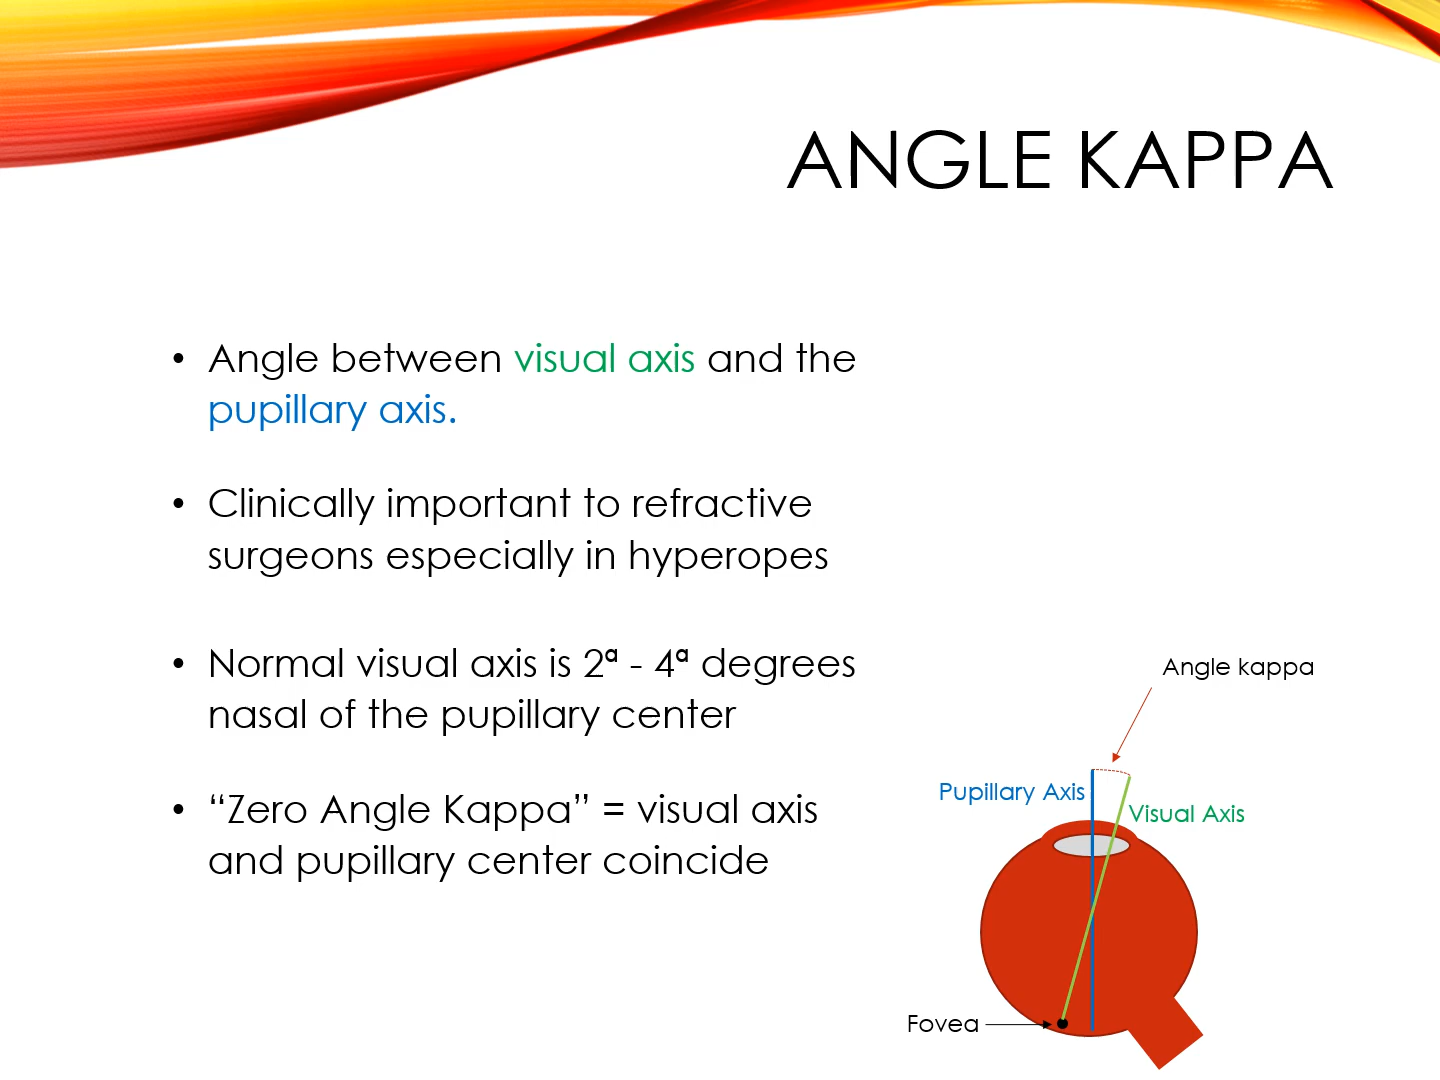 ANGLE KAPPA
• Angle between visual axis and the
pupillary axis.
• Clinically important to refractive
surgeons especially in hyperopes
• Normal visual axis is 2ª - 4ª degrees
nasal of the pupillary center
• “Zero Angle Kappa” = visual axis
and pupillary center coincide
Angle kappa
Pupillary Axis
Visual Axis
Fovea